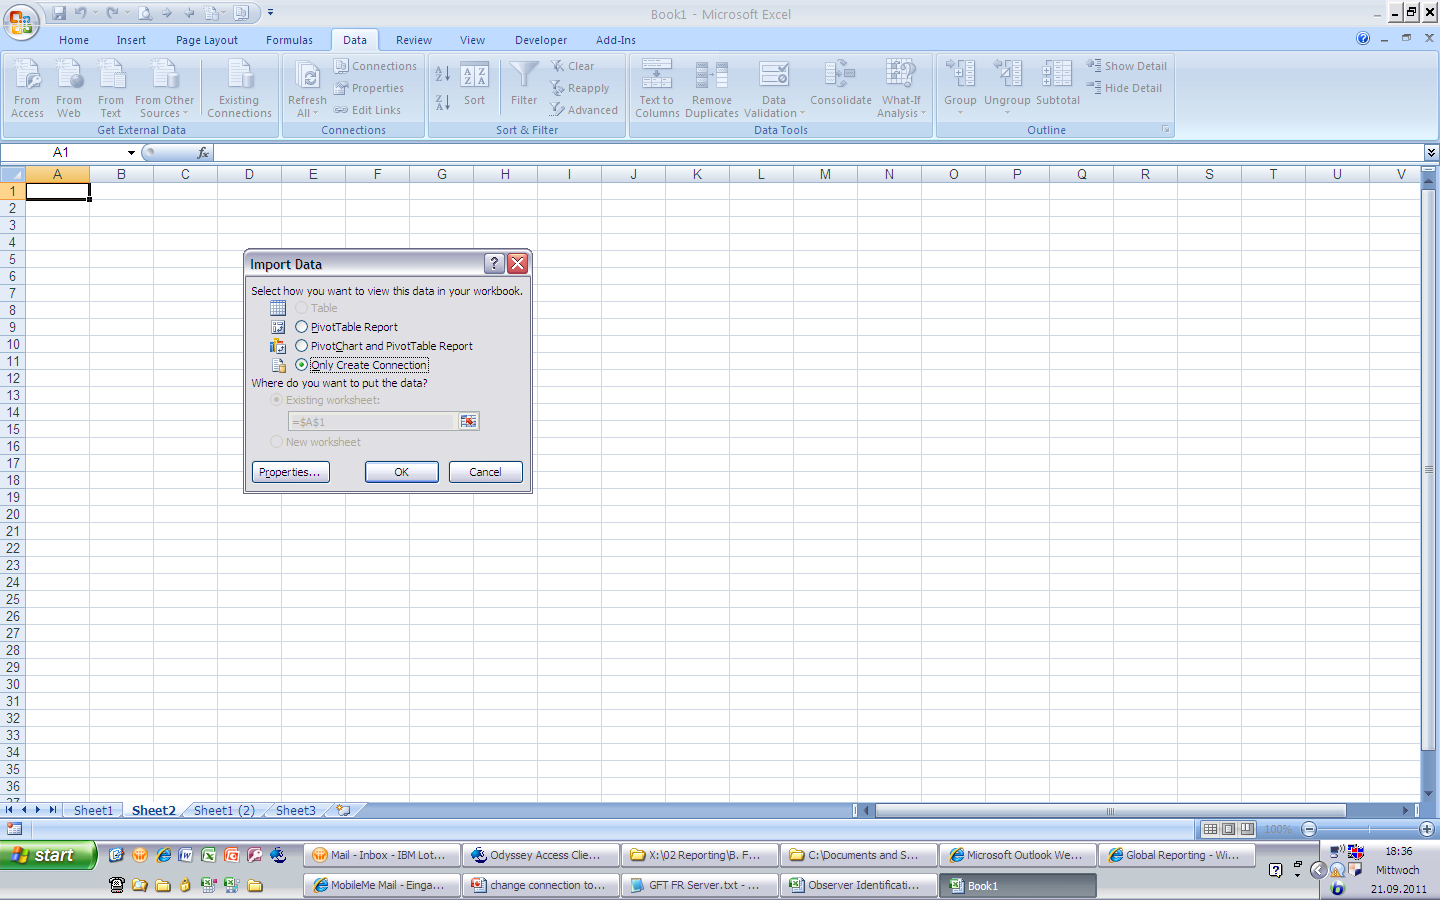 Book1 - Microsoft Excel
Home Insert Page Layout Formulas Data Review View Developer Add-Ins
From Access
From Web
From Text
From Other Sources
Existing Connections
Get External Data
Refresh All
Connections
Properties
Edit Links
Connections
Sort
Filter
Clear
Reapply
Advanced
Sort & Filter
Text to Columns
Remove Duplicates
Data Validation
Consolidate
What-If Analysis
Data Tools
Group
Ungroup
Subtotal
Show Detail
Hide Detail
Outline
A1
fx
A B C D E F G H I J K L M N O P Q R S T U V
1
2
3
4
5
6
7
8
9
10
11
12
13
14
15
16
17
18
19
20
21
22
23
24
25
26
27
28
29
30
31
32
33
34
35
36
37
Import Data
Select how you want to view this data in your workbook.
Table
PivotTable Report
PivotChart and PivotTable Report
Only Create Connection
Where do you want to put the data?
Existing worksheet:
=$A$1
New worksheet
Properties...
OK
Cancel
Sheet1 Sheet2 Sheet1 (2) Sheet3
100%
start
Mail - Inbox - IBM Lot...
Odyssey Access Clie...
X:\02 Reporting\B. F...
C:\Documents and S...
Microsoft Outlook We...
Global Reporting - Wi...
MobileMe Mail - Einga...
change connection to...
GFT FR Server.txt - ...
Observer Identificati...
Book1
18:36
Mittwoch
21.09.2011